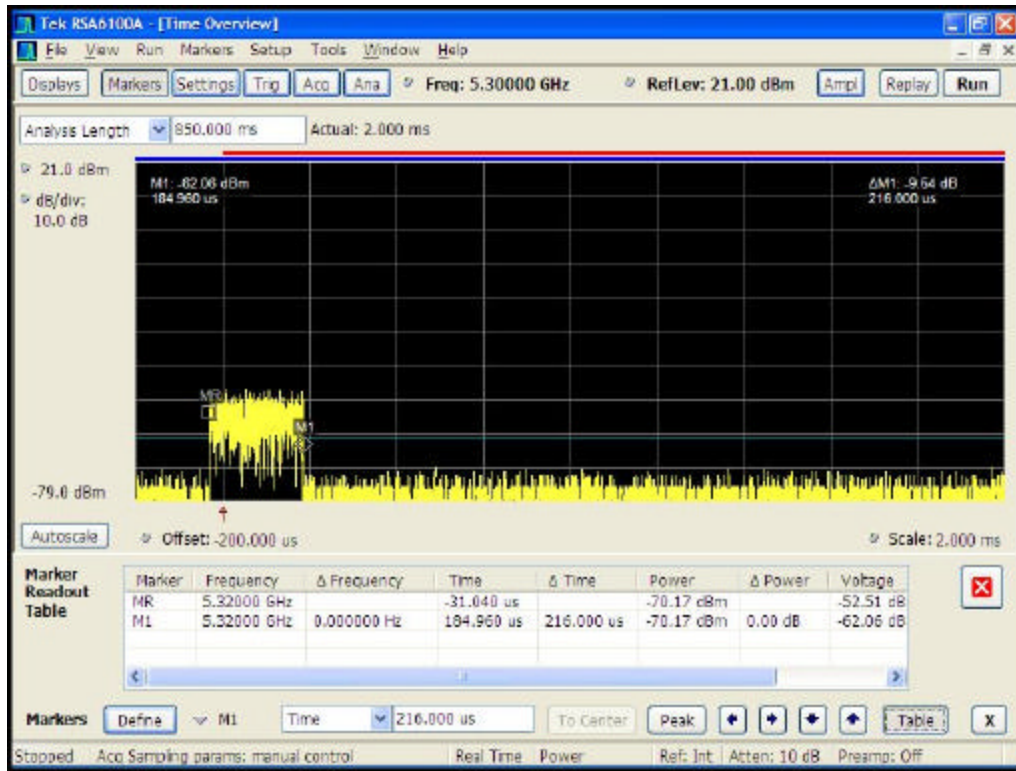 Tek RSA6100A - [Time Overview]
File View Run Markers Setup Tools Window Help
Displays Markers Settings Trig Acq Ana Freq: 5.30000 GHz RefLev: 21.00 dBm Ampl Replay Run
Analysis Length 850.000 ms Actual: 2.000 ms
21.0 dBm
dB/div:
10.0 dB
M1: -62.06 dBm
184.960 us
ΔM1: -9.54 dB
216.000 us
MR
M1
-79.0 dBm
Autoscale Offset: -200.000 us Scale: 2.000 ms
Marker Readout Table
Marker Frequency Δ Frequency Time Δ Time Power Δ Power Voltage
MR 5.32000 GHz -31.040 us -70.17 dBm -52.51 dB
M1 5.32000 GHz 0.000000 Hz 184.960 us 216.000 us -70.17 dBm 0.00 dB -62.06 dB
Markers Define M1 Time 216.000 us To Center Peak Table X
Stopped Acq Sampling params: manual control Real Time Power Ref: Int Atten: 10 dB Preamp: Off